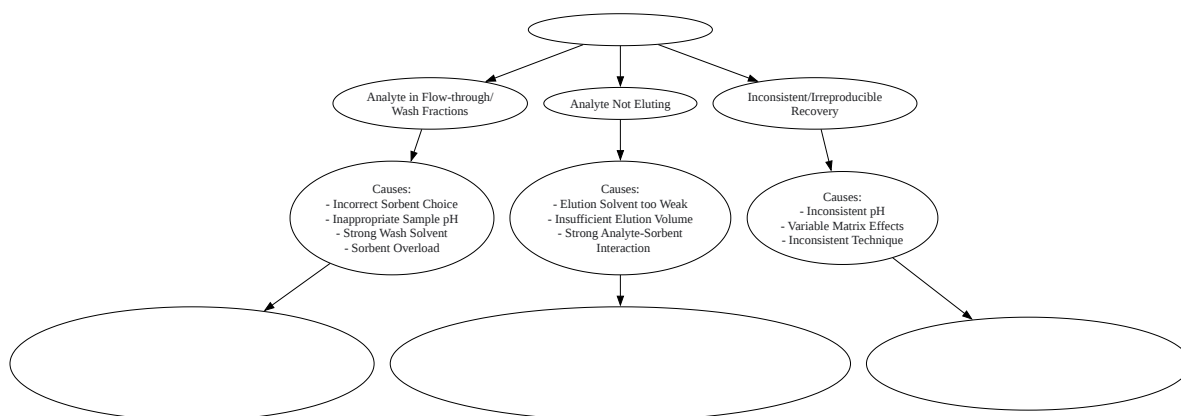 Analyte in Flow-through/
Wash Fractions
Analyte Not Eluting
Inconsistent/Irreproducible
Recovery
Causes:
- Incorrect Sorbent Choice
- Inappropriate Sample pH
- Strong Wash Solvent
- Sorbent Overload
Causes:
- Elution Solvent too Weak
- Insufficient Elution Volume
- Strong Analyte-Sorbent
Interaction
Causes:
- Inconsistent pH
- Variable Matrix Effects
- Inconsistent Technique